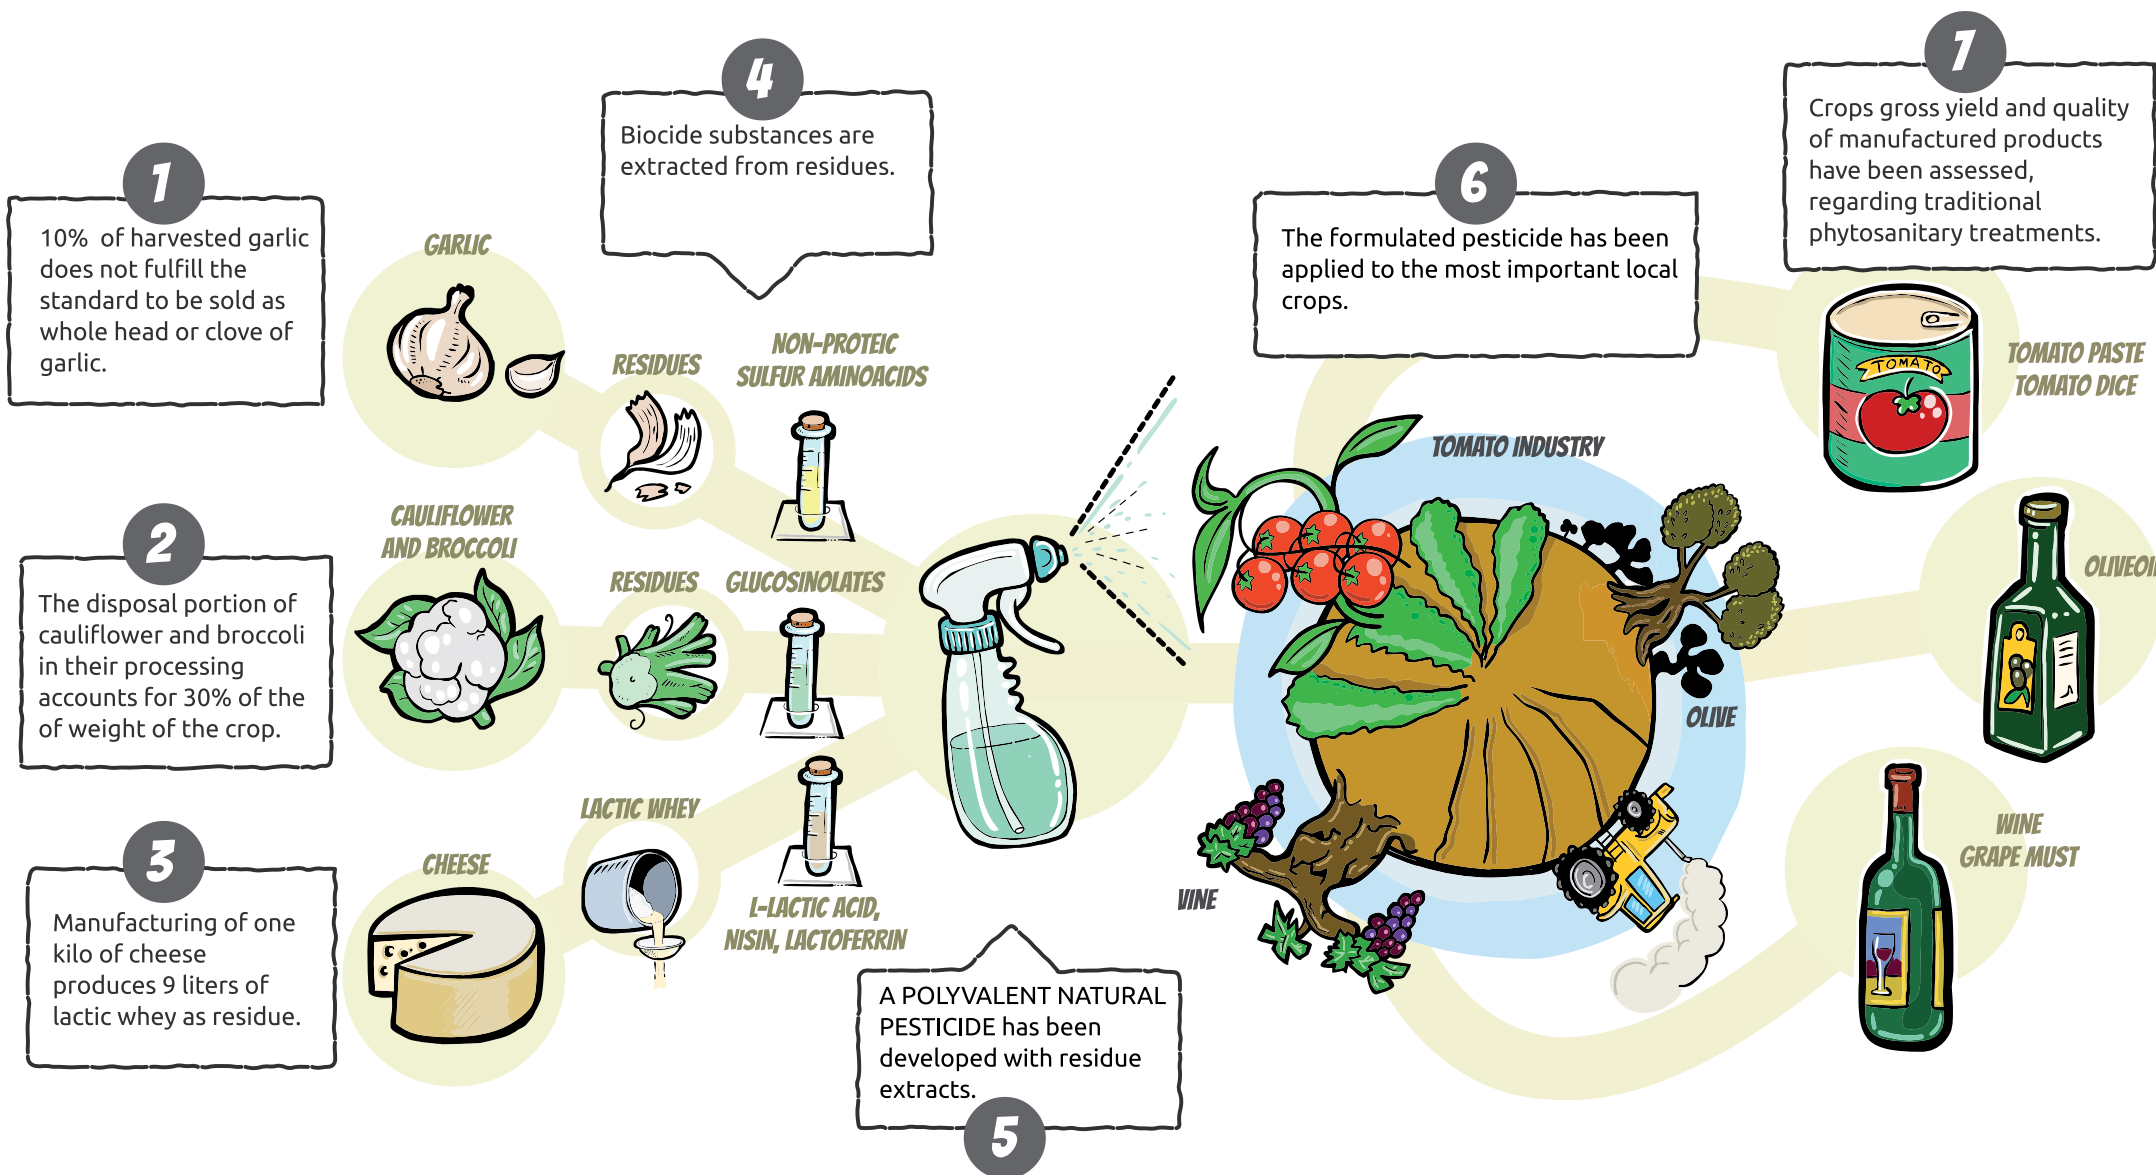 1
10% of harvested garlic
does not fulfill the
standard to be sold as
whole head or clove of
garlic.
2
The disposal portion of
cauliflower and broccoli
in their processing
accounts for 30% of the
of weight of the crop.
3
Manufacturing of one
kilo of cheese
produces 9 liters of
lactic whey as residue.
GARLIC
CAULIFLOWER
AND BROCCOLI
CHEESE
4
Biocide substances are
extracted from residues.
RESIDUES
NON-PROTEIC
SULFUR AMINOACIDS
RESIDUES
GLUCOSINOLATES
LACTIC WHEY
L-LACTIC ACID,
NISIN, LACTOFERRIN
A POLYVALENT NATURAL
PESTICIDE has been
developed with residue
extracts.
5
6
The formulated pesticide has been
applied to the most important local
crops.
TOMATO INDUSTRY
OLIVE
VINE
7
Crops gross yield and quality
of manufactured products
have been assessed,
regarding traditional
phytosanitary treatments.
TOMATO
TOMATO PASTE
TOMATO DICE
OLIVEOIL
WINE
GRAPE MUST